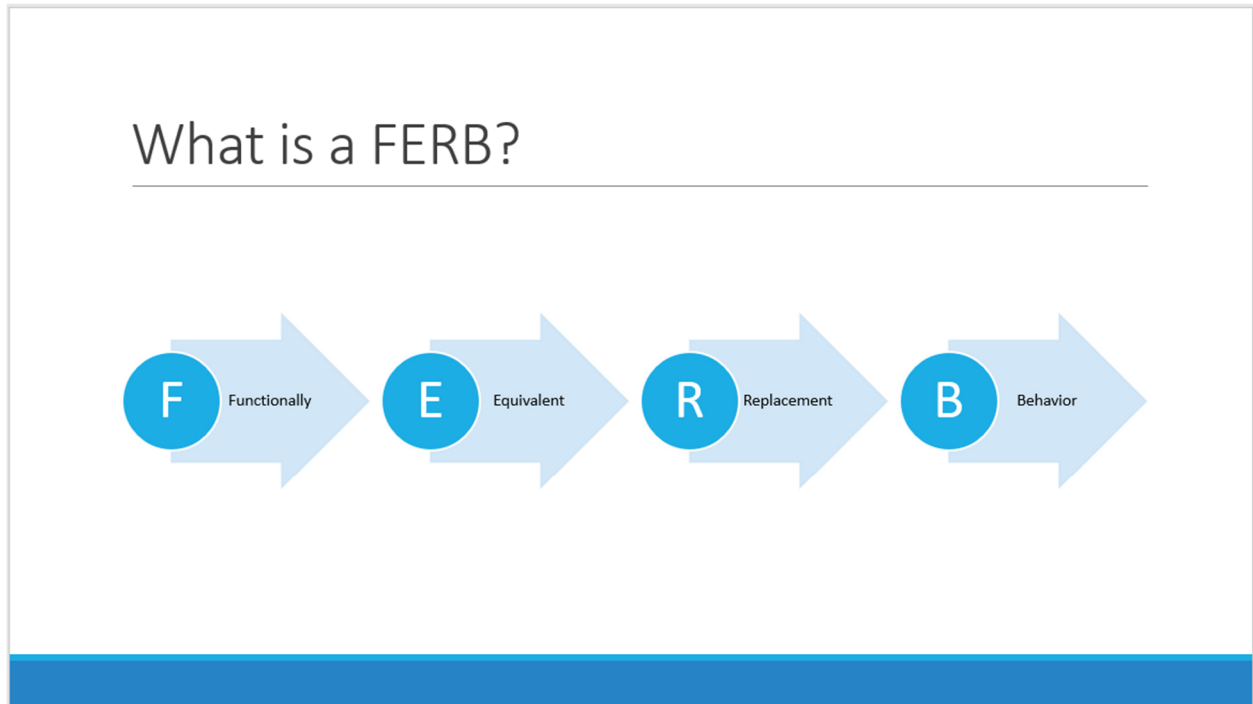 What is a FERB?
F Functionally
E Equivalent
R Replacement
B Behavior